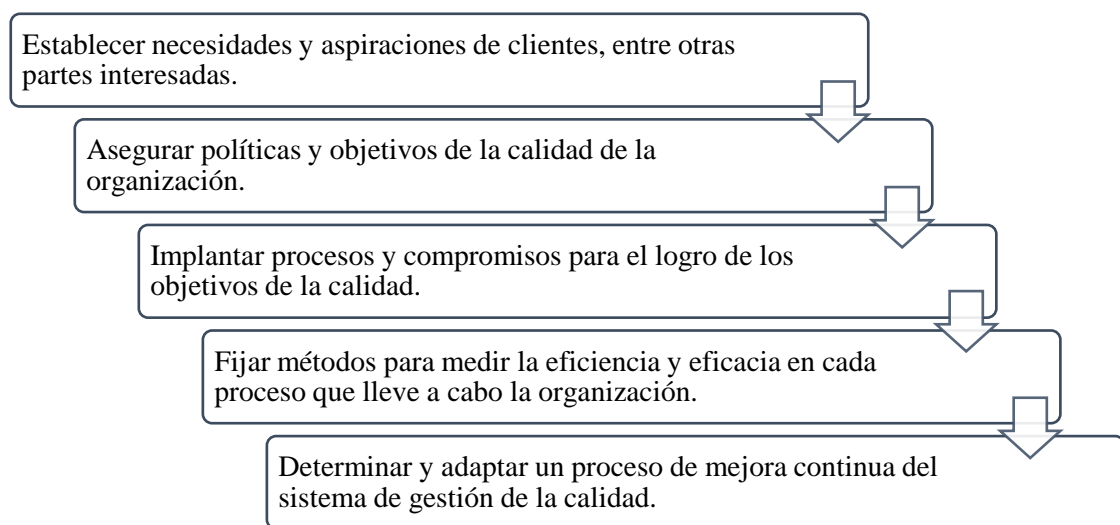 Establecer necesidades y aspiraciones de clientes, entre otras
partes interesadas.
Asegurar políticas y objetivos de la calidad de la
organización.
Implantar procesos y compromisos para el logro de los
objetivos de la calidad.
Fijar métodos para medir la eficiencia y eficacia en cada
proceso que lleve a cabo la organización.
Determinar y adaptar un proceso de mejora continua del
sistema de gestión de la calidad.